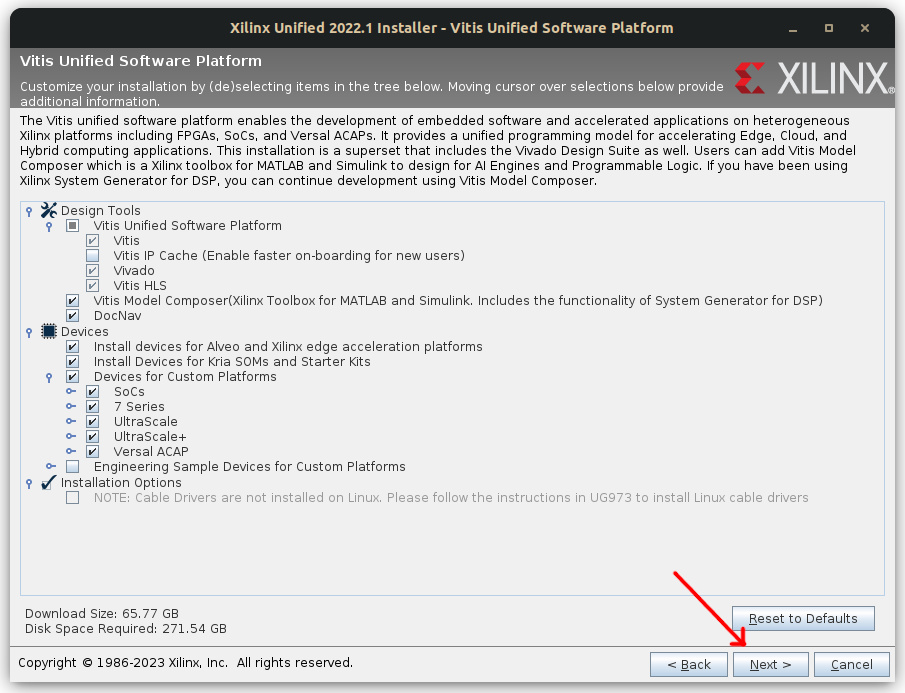 Xilinx Unified 2022.1 Installer - Vitis Unified Software Platform
Vitis Unified Software Platform
Customize your installation by (de)selecting items in the tree below. Moving cursor over selections below provide
additional information.
XILINX®
The Vitis unified software platform enables the development of embedded software and accelerated applications on heterogeneous
Xilinx platforms including FPGAs, SoCs, and Versal ACAPs. It provides a unified programming model for accelerating Edge, Cloud, and
Hybrid computing applications. This installation is a superset that includes the Vivado Design Suite as well. Users can add Vitis Model
Composer which is a Xilinx toolbox for MATLAB and Simulink to design for AI Engines and Programmable Logic. If you have been using
Xilinx System Generator for DSP, you can continue development using Vitis Model Composer.
Design Tools
Vitis Unified Software Platform
Vitis
Vitis IP Cache (Enable faster on-boarding for new users)
Vivado
Vitis HLS
Vitis Model Composer(Xilinx Toolbox for MATLAB and Simulink. Includes the functionality of System Generator for DSP)
DocNav
Devices
Install devices for Alveo and Xilinx edge acceleration platforms
Install Devices for Kria SOMs and Starter Kits
Devices for Custom Platforms
SoCs
7 Series
UltraScale
UltraScale+
Versal ACAP
Engineering Sample Devices for Custom Platforms
Installation Options
NOTE: Cable Drivers are not installed on Linux. Please follow the instructions in UG973 to install Linux cable drivers
Download Size: 65.77 GB
Disk Space Required: 271.54 GB
Reset to Defaults
Copyright © 1986-2023 Xilinx, Inc.  All rights reserved.
< Back
Next >
Cancel